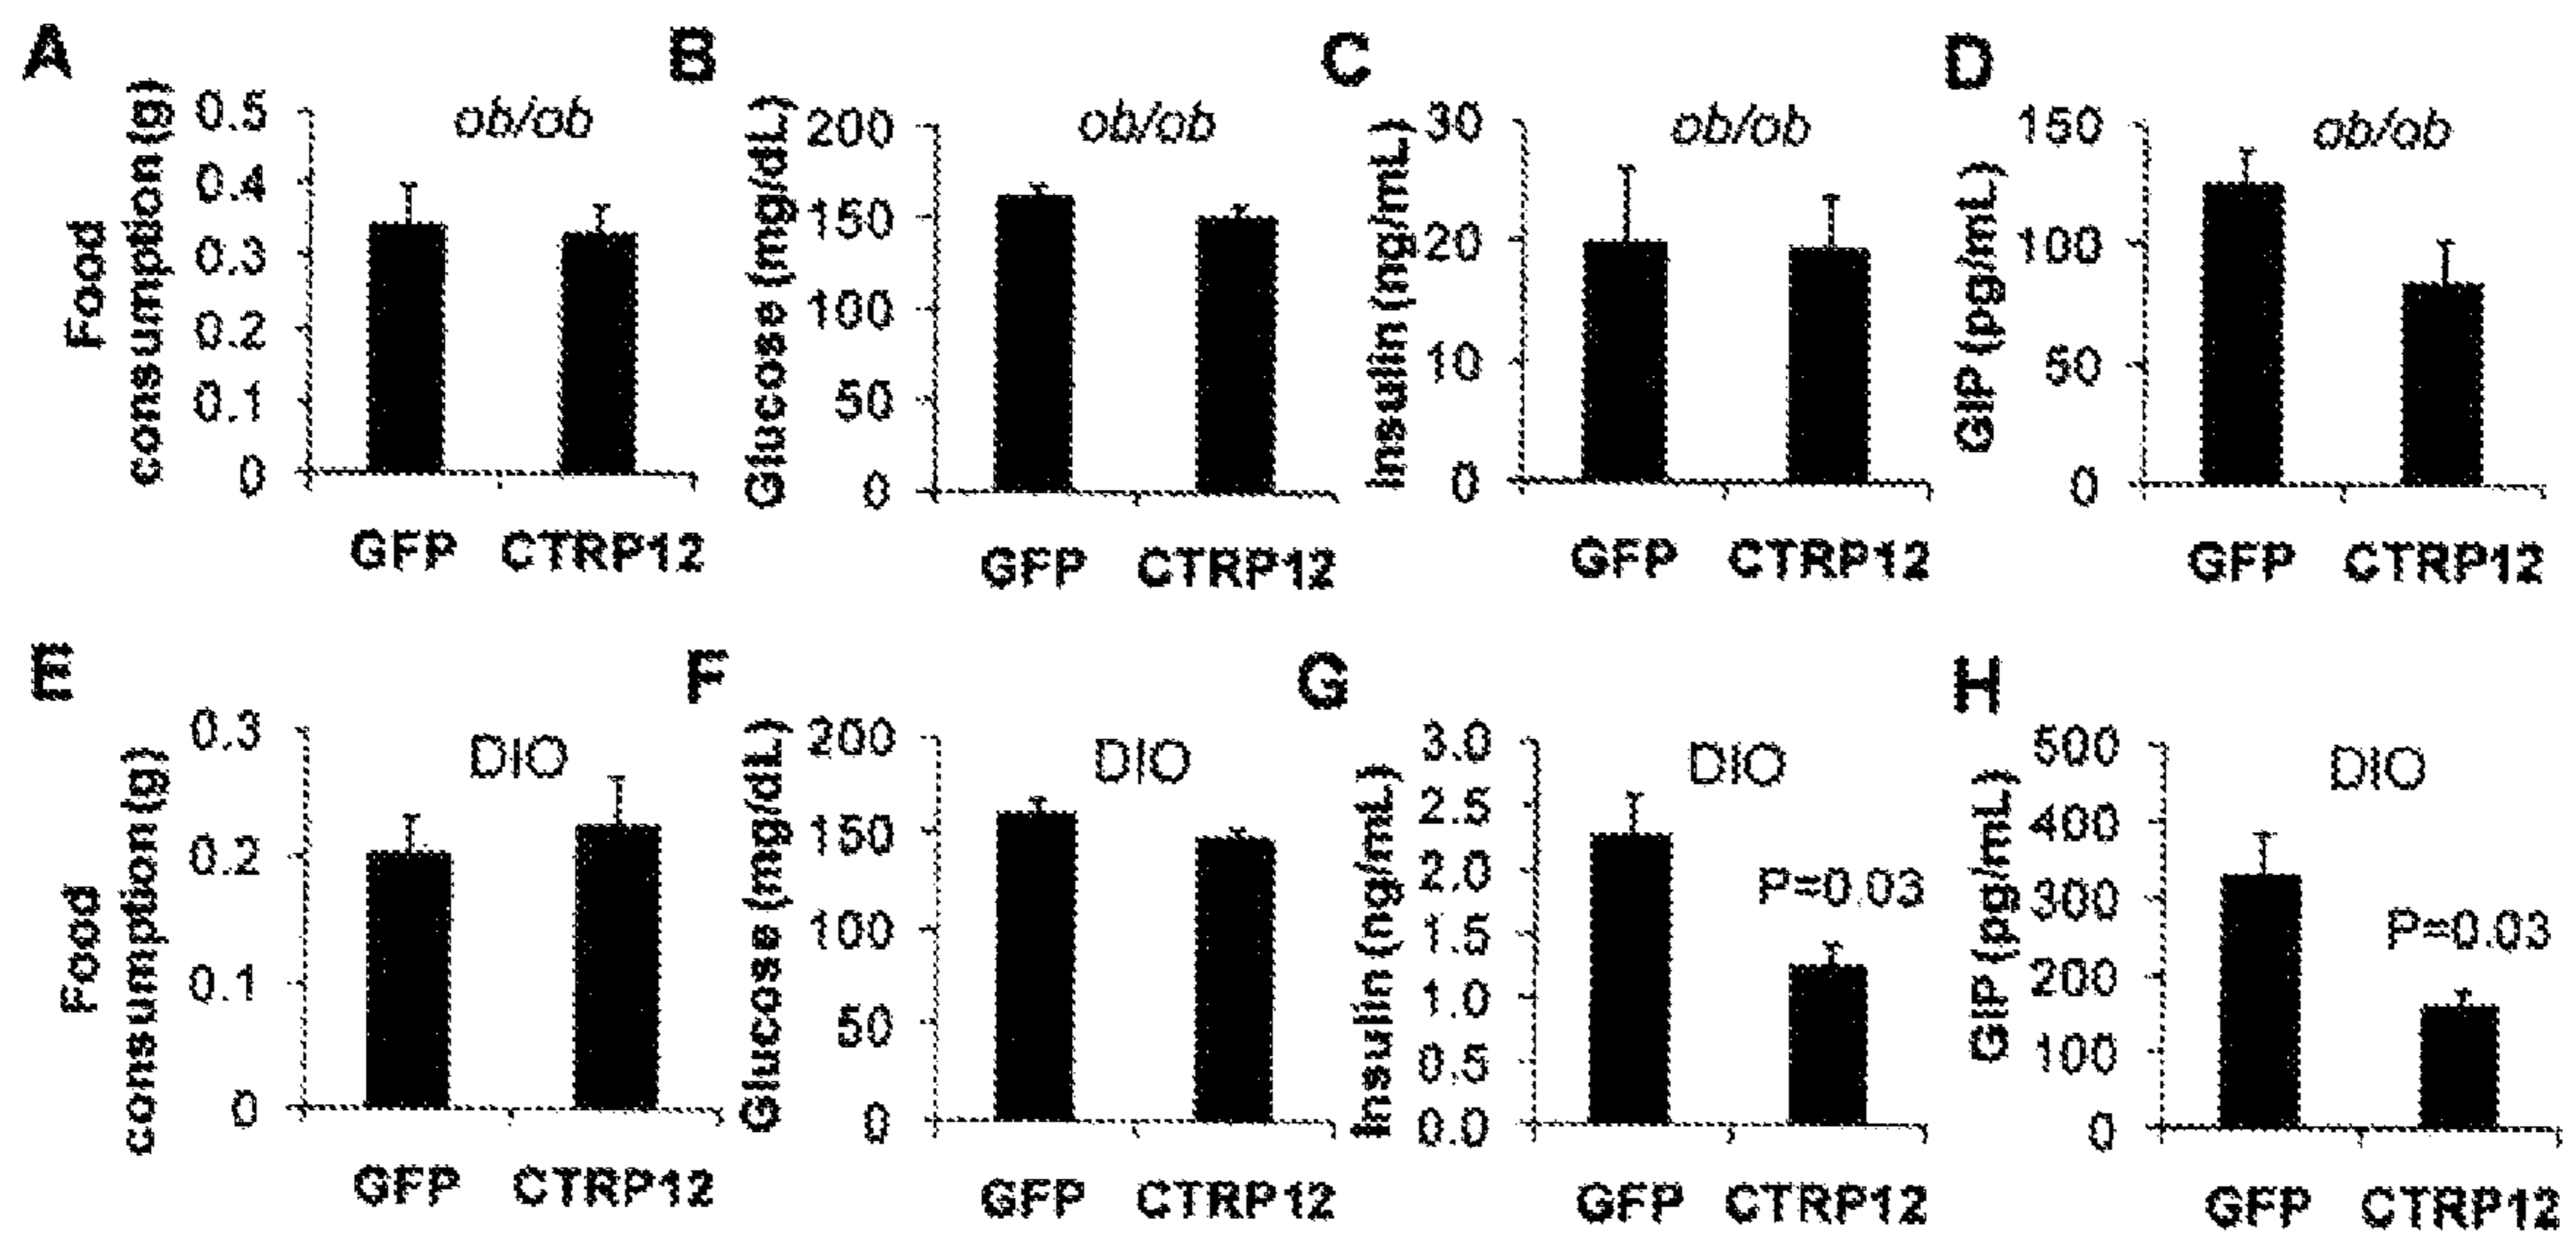 A
Food
consumption (g)
0.5
0.4
0.3
0.2
0.1
0
ob/ob
GFP CTRP12
B
Glucose (mg/dL)
200
150
100
50
0
ob/ob
GFP CTRP12
C
Insulin (ng/mL)
30
20
10
0
ob/ob
GFP CTRP12
D
GIP (pg/mL)
150
100
50
0
ob/ob
GFP CTRP12
E
Food
consumption (g)
0.3
0.2
0.1
0
DIO
GFP CTRP12
F
Glucose (mg/dL)
200
150
100
50
0
DIO
GFP CTRP12
G
Insulin (ng/mL)
3.0
2.5
2.0
1.5
1.0
0.5
0.0
DIO
P=0.03
GFP CTRP12
H
GIP (pg/mL)
500
400
300
200
100
0
DIO
P=0.03
GFP CTRP12